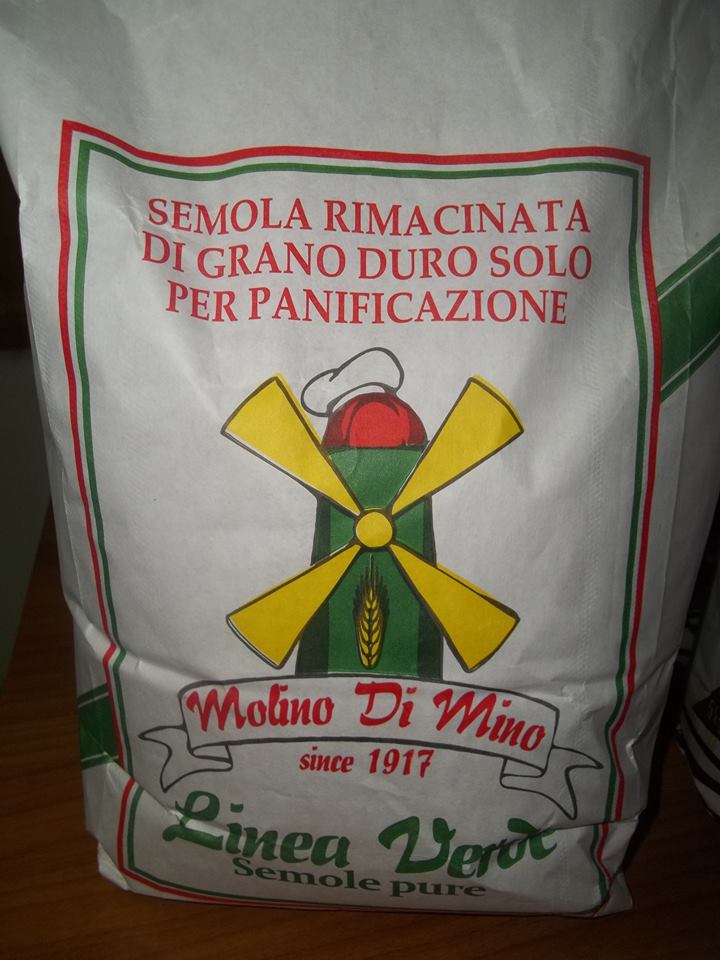 SEMOLA RIMACINATA
DI GRANO DURO SOLO
PER PANIFICAZIONE
Molino Di Mino
since 1917
Linea Verde
Semole pure